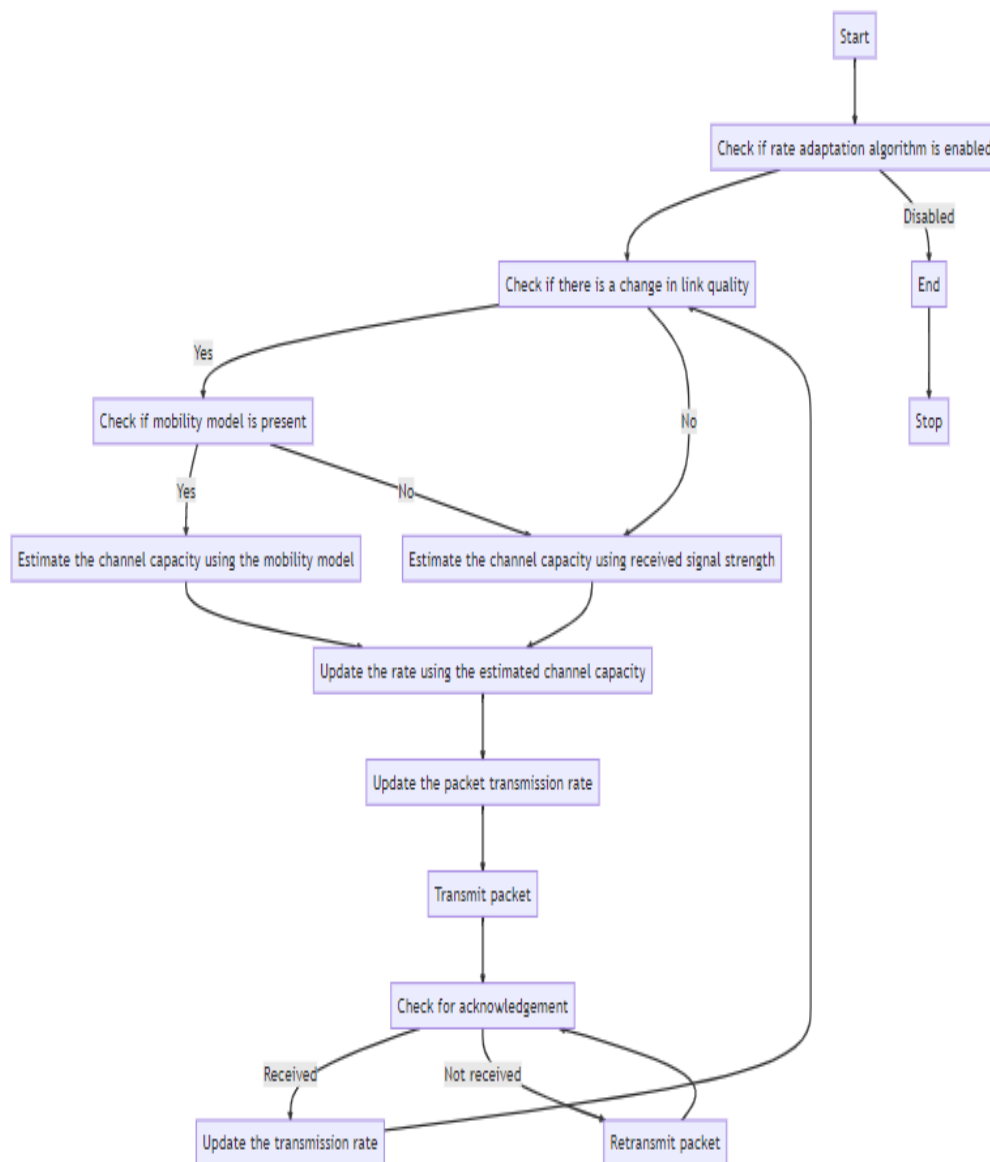 Start
Check if rate adaptation algorithm is enabled
Disabled
Check if there is a change in link quality
End
Yes
Check if mobility model is present
No
Stop
Yes
No
Estimate the channel capacity using the mobility model
Estimate the channel capacity using received signal strength
Update the rate using the estimated channel capacity
Update the packet transmission rate
Transmit packet
Check for acknowledgement
Received
Not received
Update the transmission rate
Retransmit packet